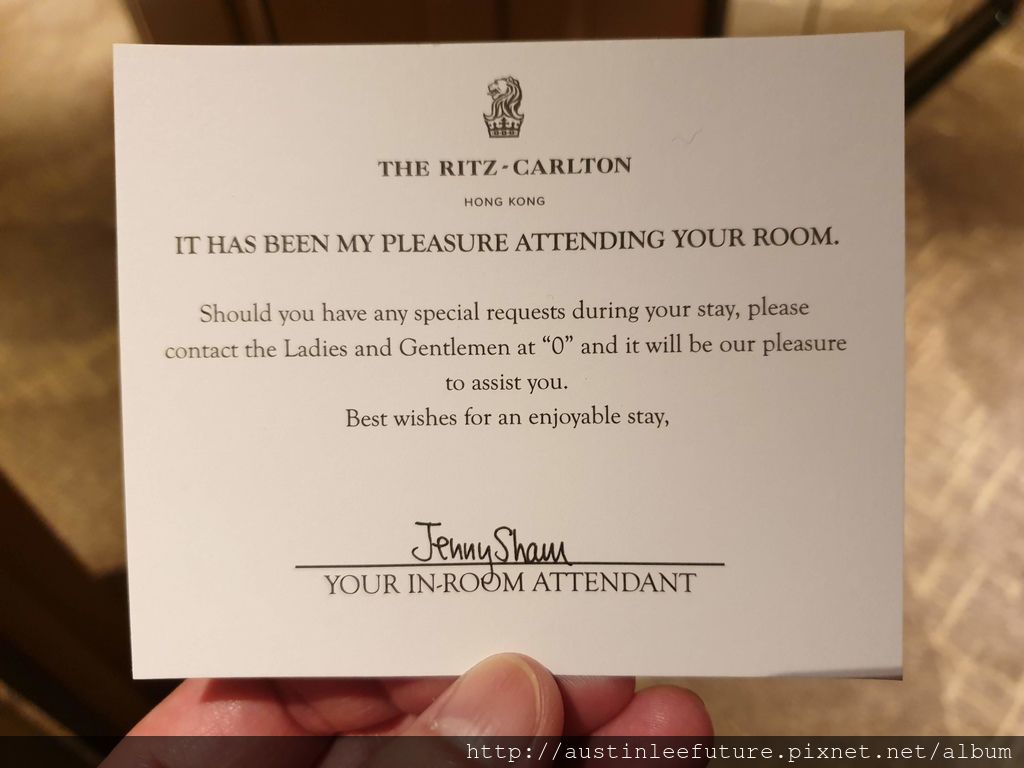 THE RITZ-CARLTON
HONG KONG
IT HAS BEEN MY PLEASURE ATTENDING YOUR ROOM.
Should you have any special requests during your stay, please
contact the Ladies and Gentlemen at “0” and it will be our pleasure
to assist you.
Best wishes for an enjoyable stay,
Jenny Sham
YOUR IN-ROOM ATTENDANT
http://austinleefuture.pixnet.net/album